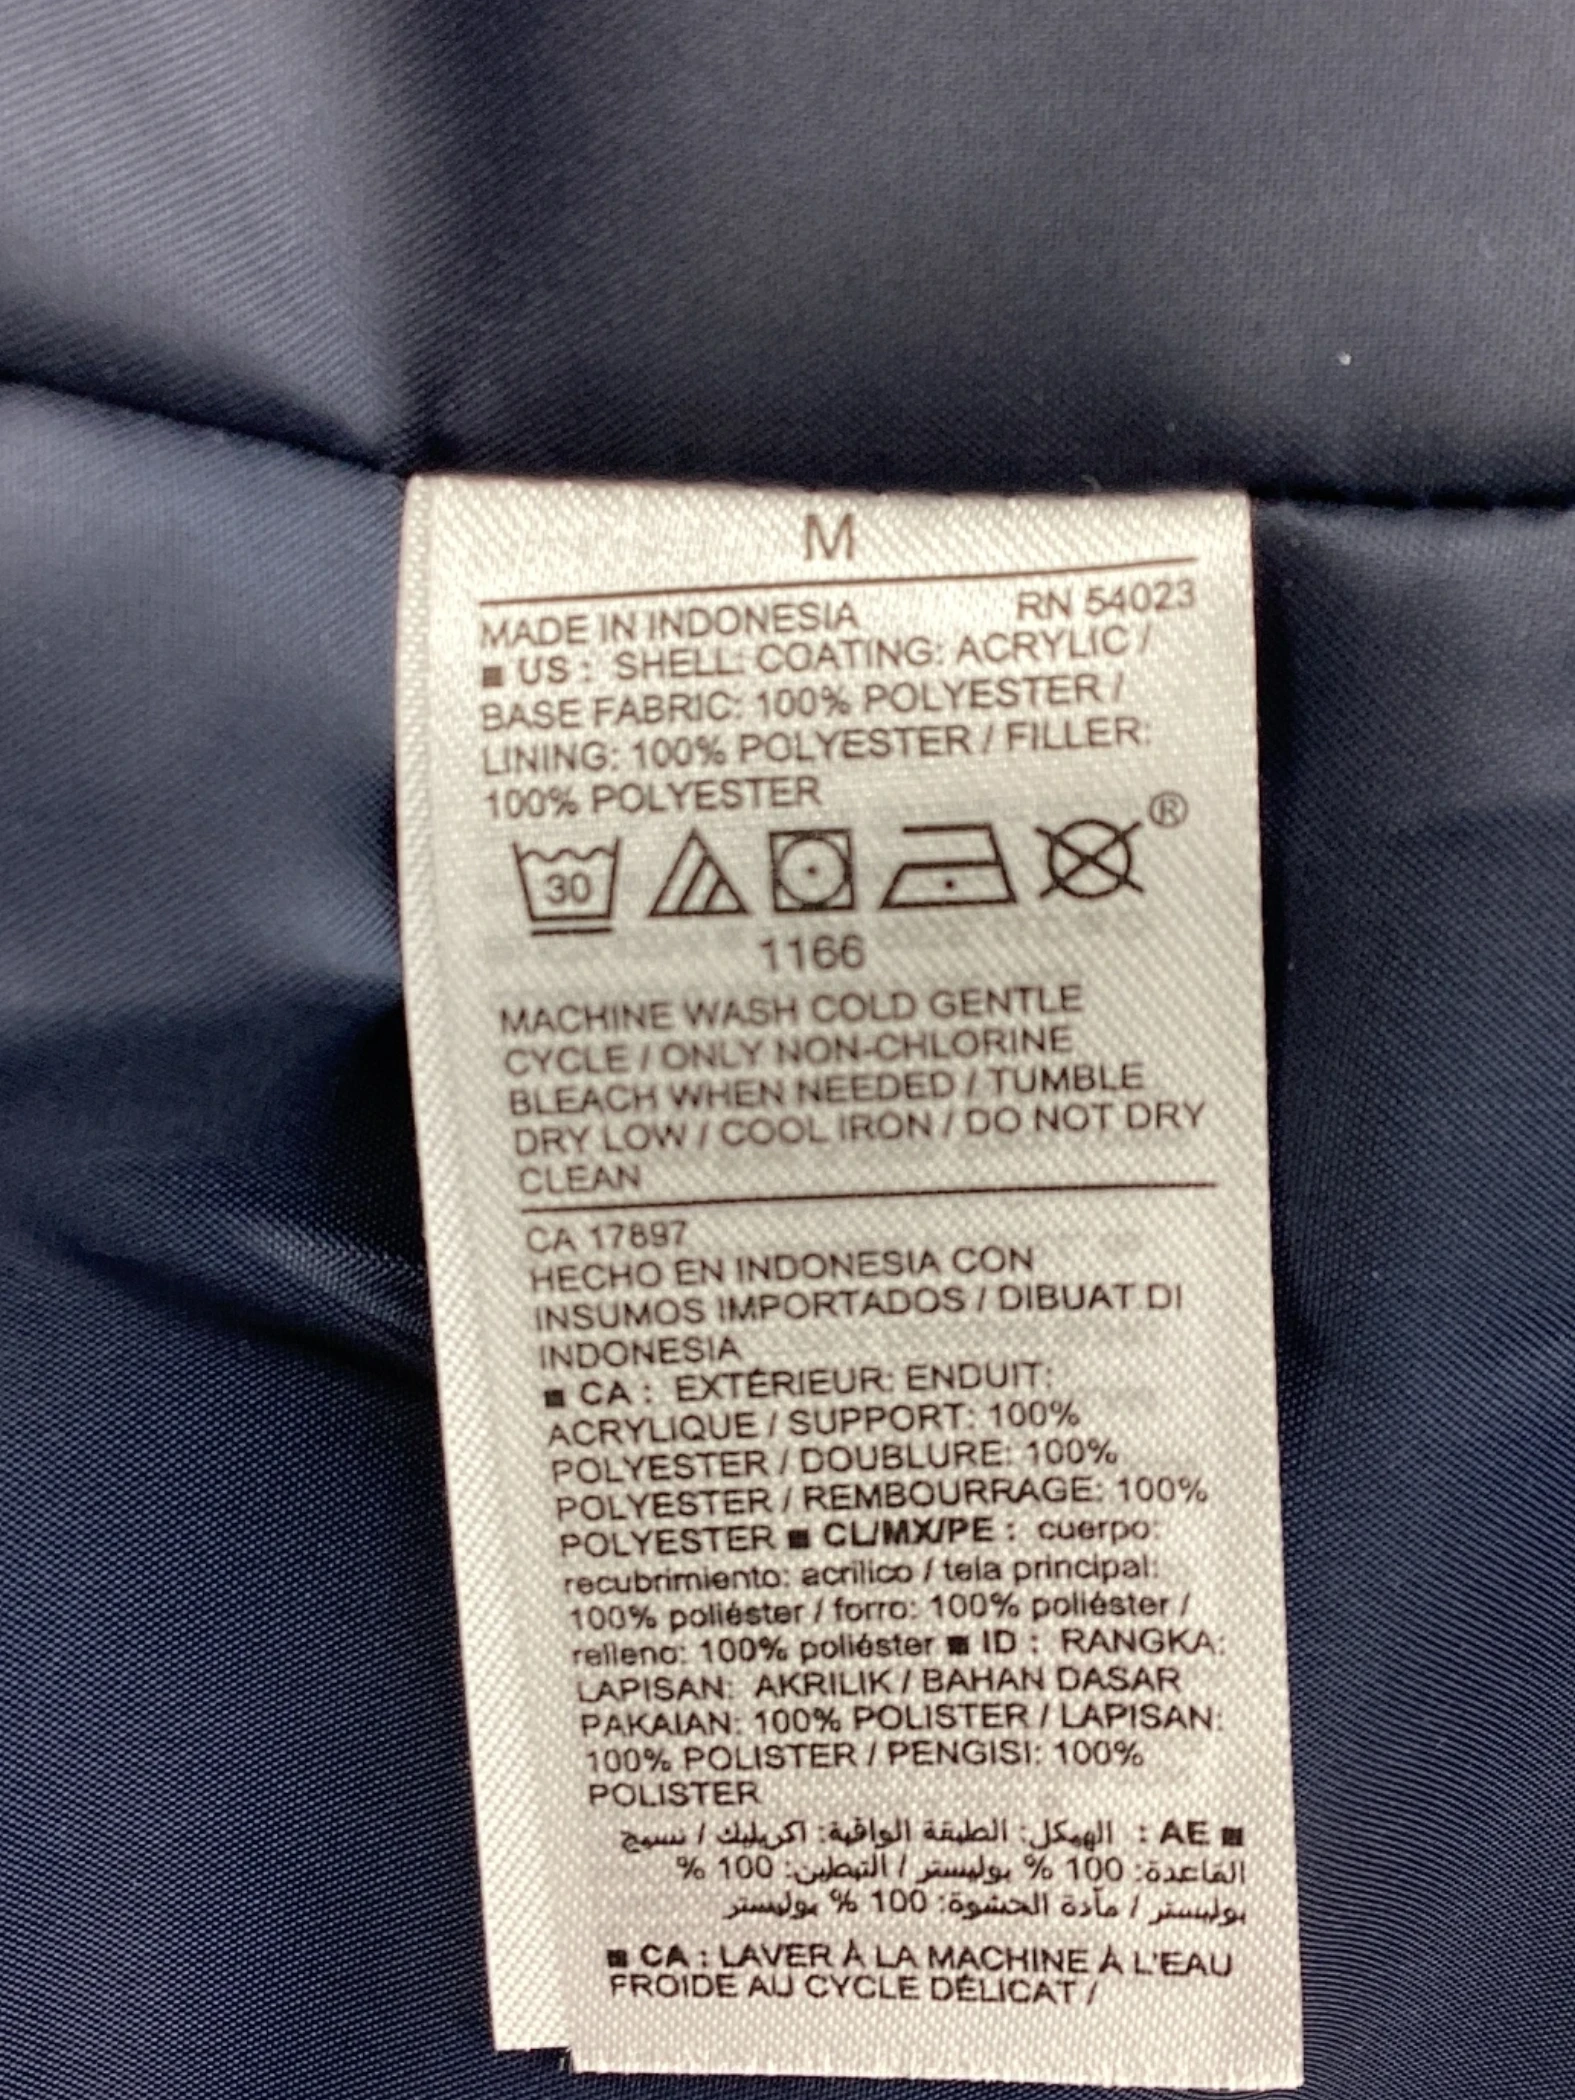 M
MADE IN INDONESIA RN 54023
■ US : SHELL: COATING: ACRYLIC /
BASE FABRIC: 100% POLYESTER /
LINING: 100% POLYESTER / FILLER:
100% POLYESTER
30 ®
1166
MACHINE WASH COLD GENTLE
CYCLE / ONLY NON-CHLORINE
BLEACH WHEN NEEDED / TUMBLE
DRY LOW / COOL IRON / DO NOT DRY
CLEAN
CA 17897
HECHO EN INDONESIA CON
INSUMOS IMPORTADOS / DIBUAT DI
INDONESIA
■ CA : EXTÉRIEUR: ENDUIT:
ACRYLIQUE / SUPPORT: 100%
POLYESTER / DOUBLURE: 100%
POLYESTER / REMBOURRAGE: 100%
POLYESTER ■ CL/MX/PE : cuerpo:
recubrimiento: acrílico / tela principal:
100% poliéster / forro: 100% poliéster /
relleno: 100% poliéster ■ ID : RANGKA:
LAPISAN: AKRILIK / BAHAN DASAR
PAKAIAN: 100% POLISTER / LAPISAN:
100% POLISTER / PENGISI: 100%
POLISTER
■ AE : الهيكل: الطبقة الواقية: اكريليك / نسيج
القاعدة: 100 % بوليستر / التبطين: 100 %
بوليستر / مادة الحشوة: 100 % بوليستر
■ CA : LAVER À LA MACHINE À L'EAU
FROIDE AU CYCLE DÉLICAT /